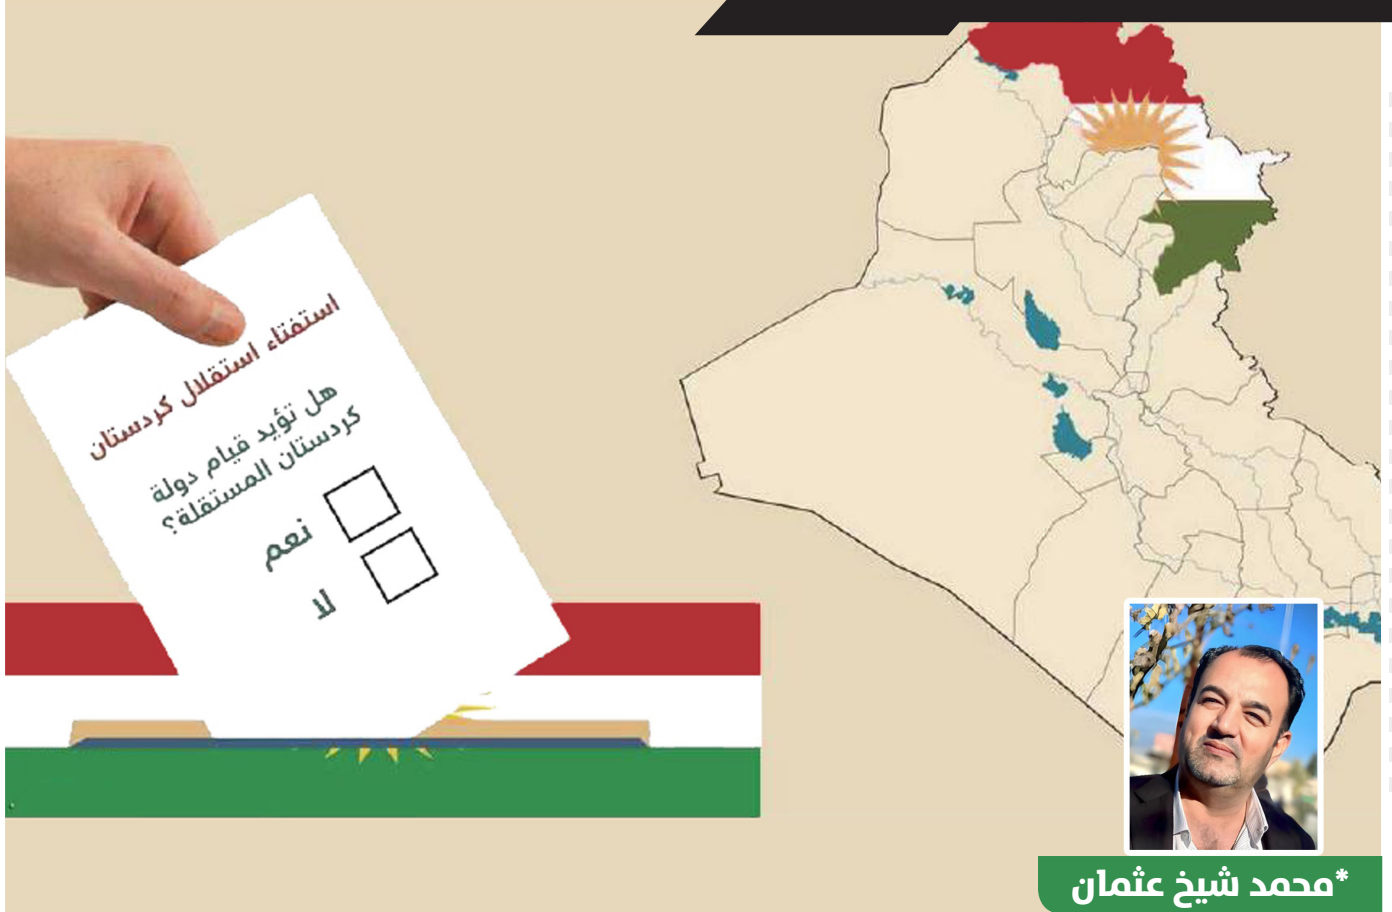 استفتاء استقلال كردستان
هل تؤيد قيام دولة
كردستان المستقلة؟
نعم
لا
*محمد شيخ عثمان